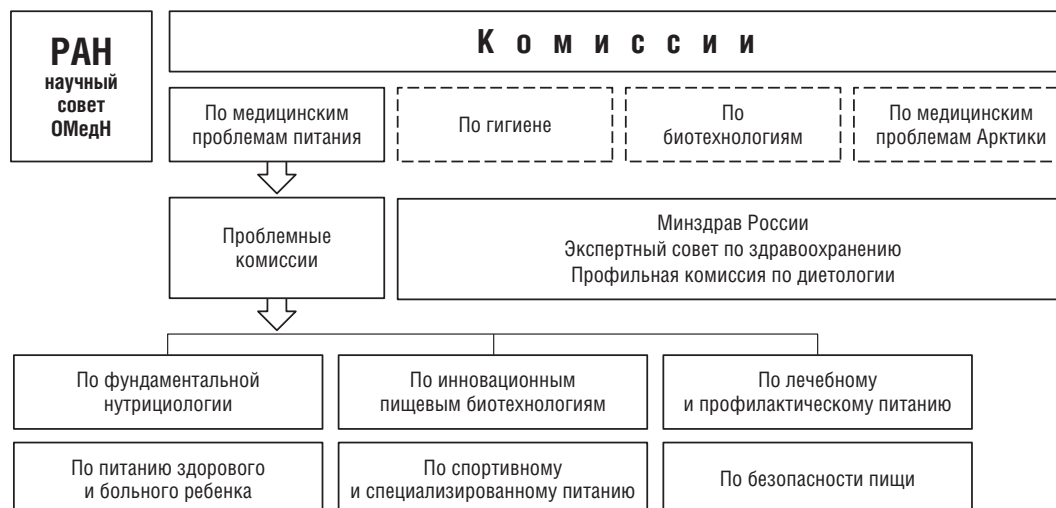 РАН
научный
совет
ОМедН
Комиссии
По медицинским
проблемам питания
По гигиене
По
биотехнологиям
По медицинским
проблемам Арктики
Проблемные
комиссии
Минздрав России
Экспертный совет по здравоохранению
Профильная комиссия по диетологии
По фундаментальной
нутрициологии
По инновационным
пищевым биотехнологиям
По лечебному
и профилактическому питанию
По питанию здорового
и больного ребенка
По спортивному
и специализированному питанию
По безопасности пищи